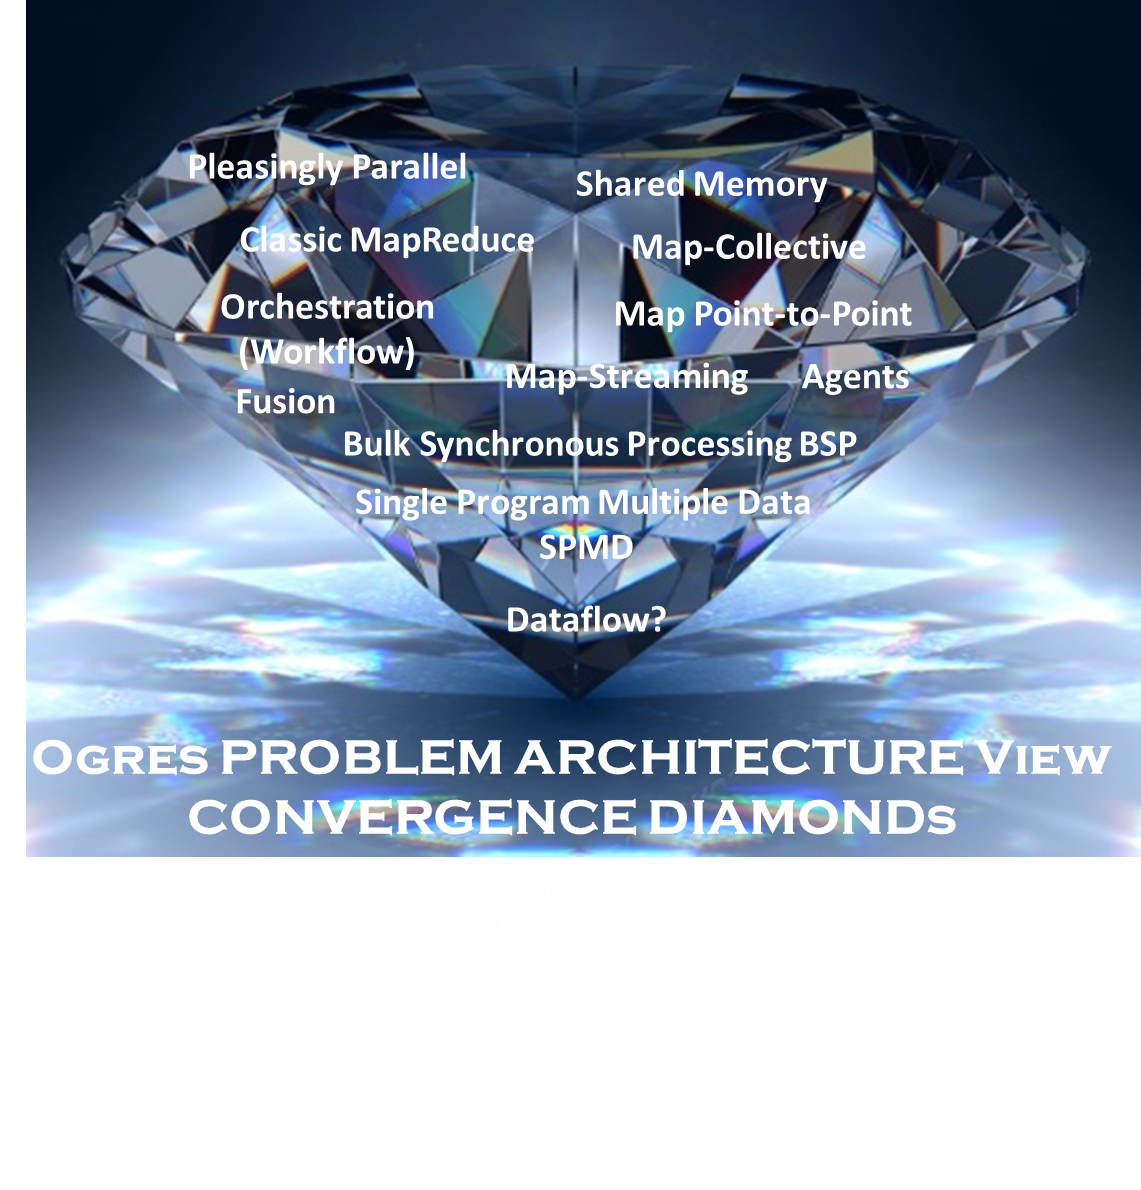 Pleasingly Parallel
Shared Memory
Classic MapReduce
Map-Collective
Orchestration
(Workflow)
Map Point-to-Point
Map-Streaming
Agents
Fusion
Bulk Synchronous Processing BSP
Single Program Multiple Data
SPMD
Dataflow?
Ogres PROBLEM ARCHITECTURE View
CONVERGENCE DIAMONDs